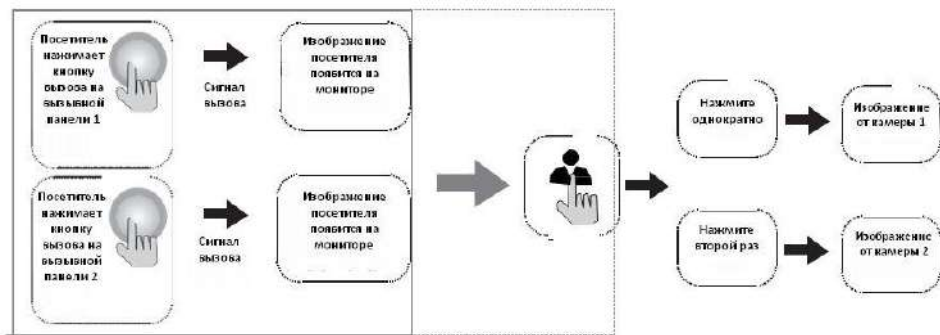 Посетитель
нажимает
кнопку
вызова на
вызывной
панели 1
Сигнал
вызова
Изображение
посетителя
появится на
мониторе
Посетитель
нажимает
кнопку
вызова на
вызывной
панели 2
Сигнал
вызова
Изображение
посетителя
появится на
мониторе
Нажмите
однократно
Изображение
от камеры 1
Нажмите
второй раз
Изображение
от камеры 2